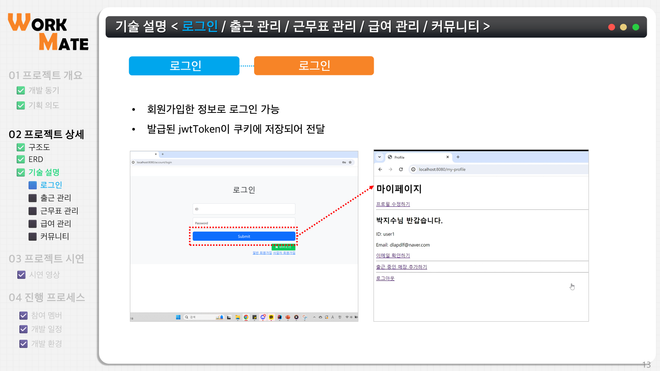 WORK
MATE
기술 설명 < 로그인 / 출근 관리 / 근무표 관리 / 급여 관리 / 커뮤니티 >
01 프로젝트 개요
개발 동기
기획 의도
02 프로젝트 상세
구조도
ERD
기술 설명
로그인
출근 관리
근무표 관리
급여 관리
커뮤니티
03 프로젝트 시연
시연 영상
04 진행 프로세스
참여 멤버
개발 일정
개발 환경
로그인
로그인
• 회원가입한 정보로 로그인 가능
• 발급된 jwtToken이 쿠키에 저장되어 전달
로그인
ID
Password
Submit
Profile
localhost:8080/my-profile
마이페이지
프로필 수정하기
박지수님 반갑습니다.
ID: user1
이메일 확인하기
출근 중인 매장 추가하기
로그아웃
13